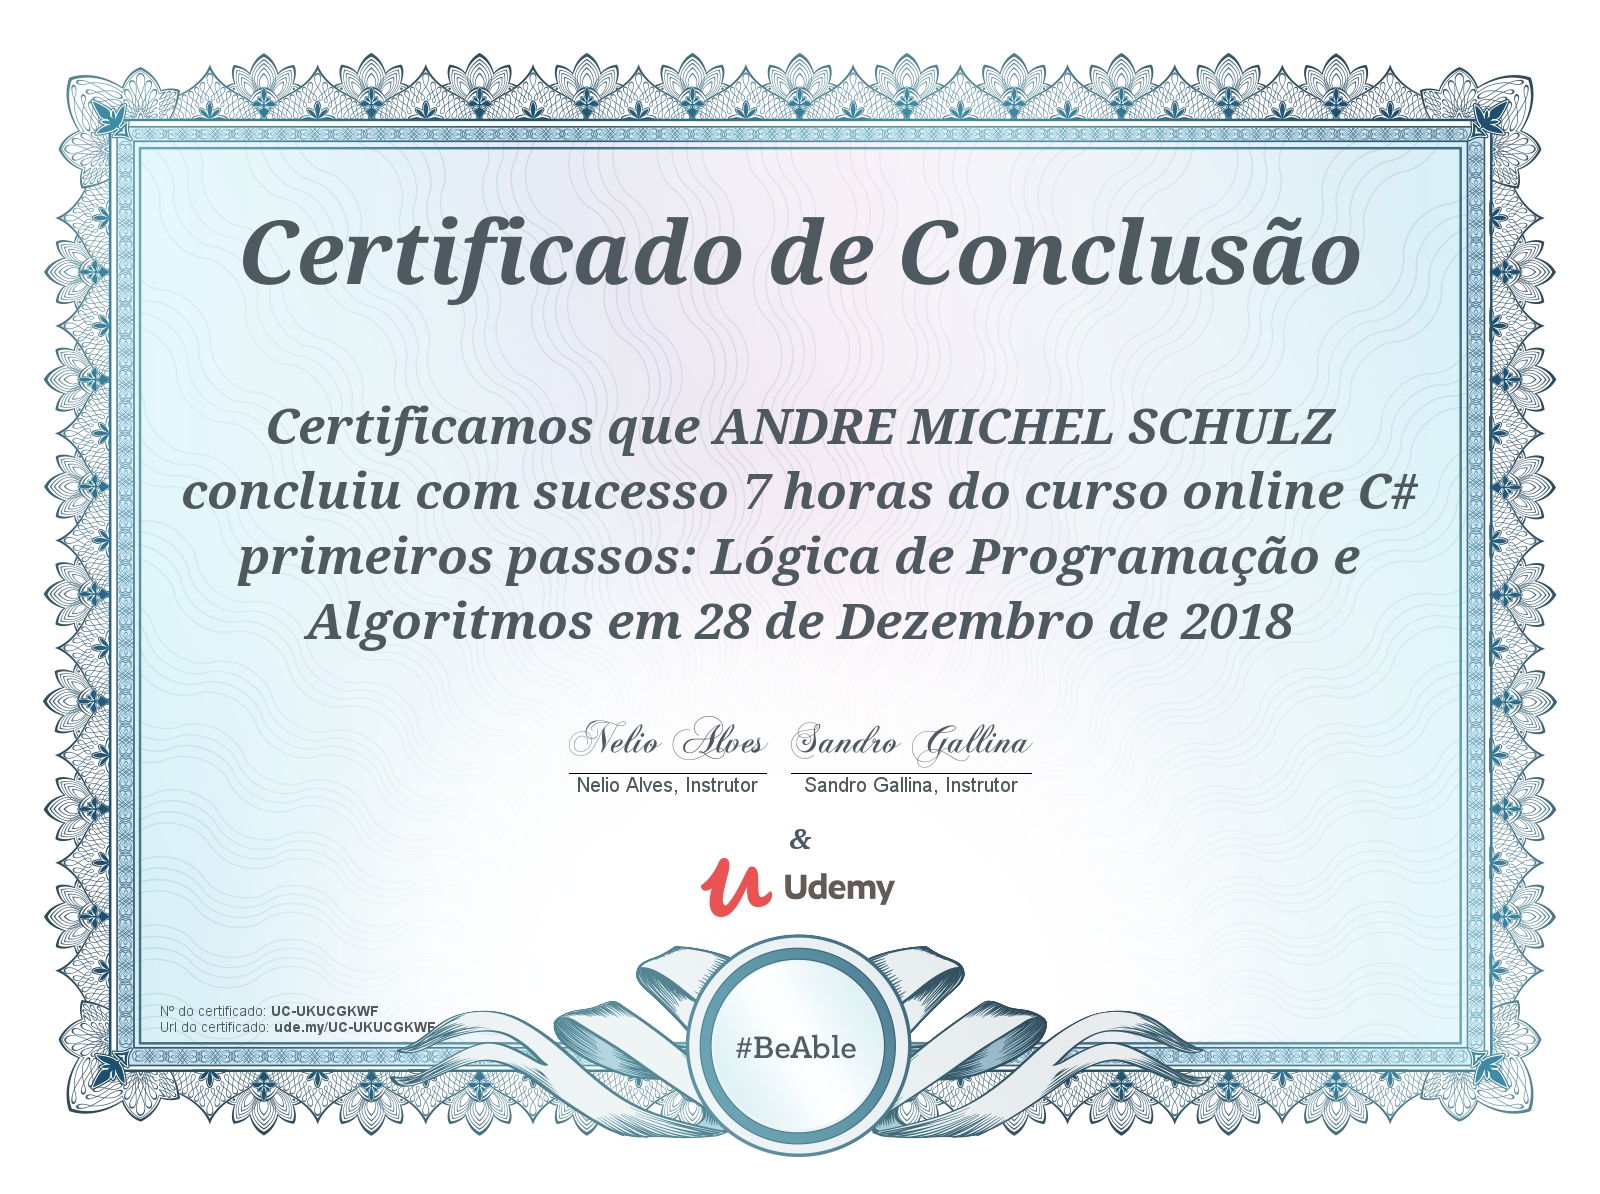 Certificado de Conclusão
Certificamos que ANDRE MICHEL SCHULZ
concluiu com sucesso 7 horas do curso online C#
primeiros passos: Lógica de Programação e
Algoritmos em 28 de Dezembro de 2018
Nelio Alves Sandro Gallina
Nelio Alves, Instrutor Sandro Gallina, Instrutor
&
Udemy
Nº do certificado: UC-UKUCGKWF
Url do certificado: ude.my/UC-UKUCGKWF
#BeAble